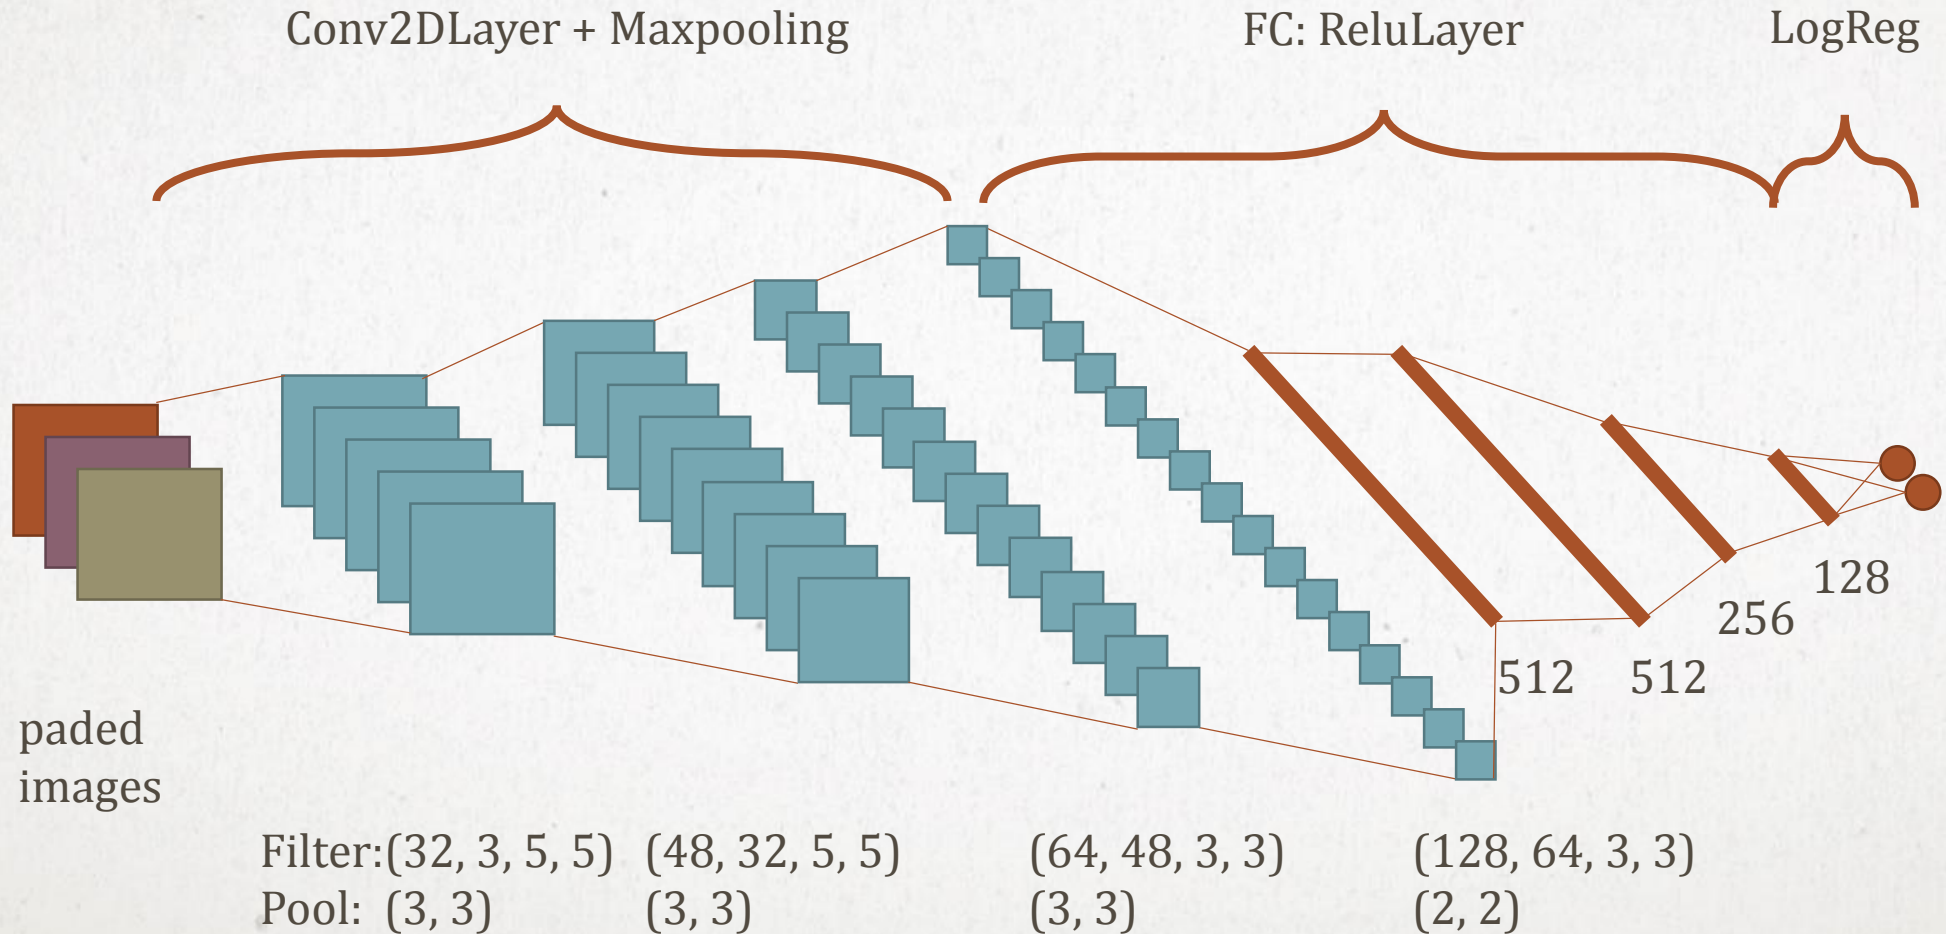 Conv2DLayer + Maxpooling FC: ReluLayer LogReg
128
256
512 512
paded
images
Filter:(32, 3, 5, 5) (48, 32, 5, 5) (64, 48, 3, 3) (128, 64, 3, 3)
Pool: (3, 3) (3, 3) (3, 3) (2, 2)